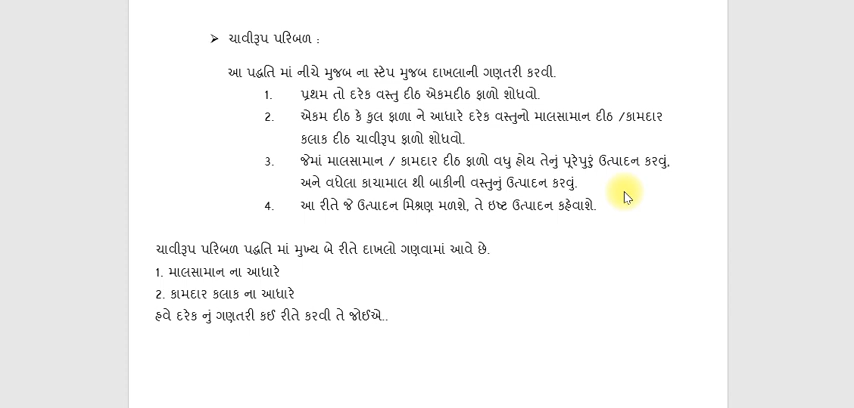 ➢ ચાવીરૂપ પરિબળ :
આ પદ્ધતિ માં નીચે મુજબ ના સ્ટેપ મુજબ દાખલાની ગણતરી કરવી.
1. પ્રથમ તો દરેક વસ્તુ દીઠ એકમદીઠ ફાળો શોધવો.
2. એકમ દીઠ કે કુલ ફાળા ને આધારે દરેક વસ્તુનો માલસામાન દીઠ /કામદાર
કલાક દીઠ ચાવીરૂપ ફાળો શોધવો.
3. જેમાં માલસામાન / કામદાર દીઠ ફાળો વધુ હોય તેનું પૂરેપુરું ઉત્પાદન કરવું,
અને વધેલા કાચામાલ થી બાકીની વસ્તુનું ઉત્પાદન કરવું.
4. આ રીતે જે ઉત્પાદન મિશ્રણ મળશે, તે ઇષ્ટ ઉત્પાદન કહેવાશે.
ચાવીરૂપ પરિબળ પદ્ધતિ માં મુખ્ય બે રીતે દાખલો ગણવામાં આવે છે.
1. માલસામાન ના આધારે
2. કામદાર કલાક ના આધારે
હવે દરેક નું ગણતરી કઈ રીતે કરવી તે જોઈએ..